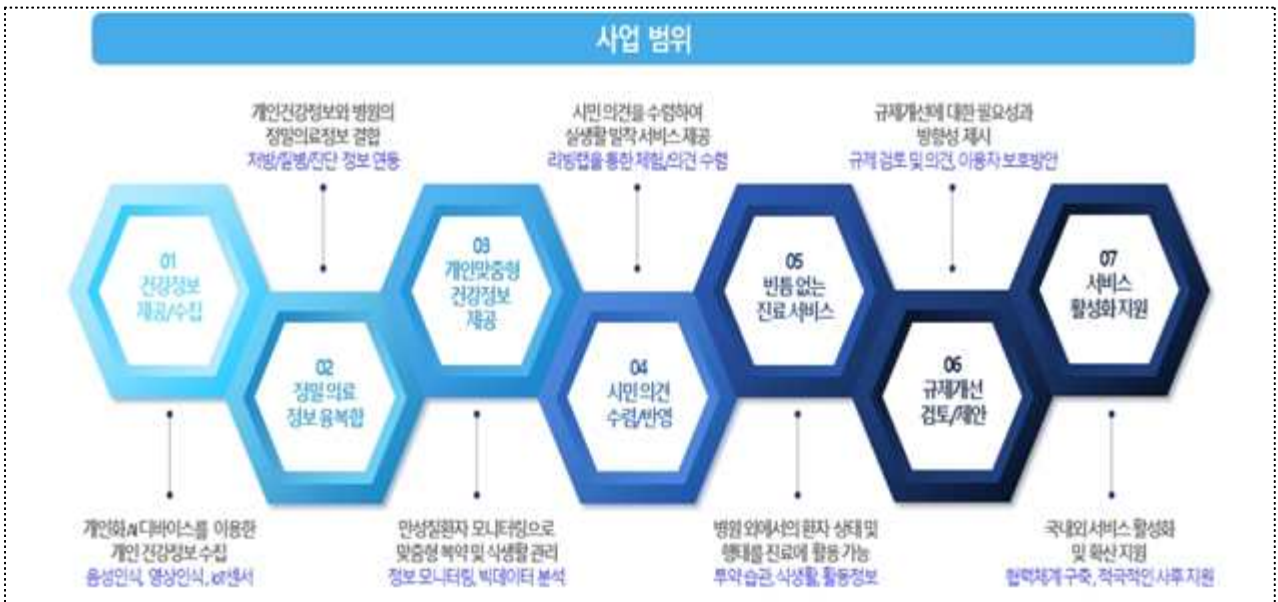 사업 범위
개인건강정보와 병원의
정밀의료정보 결합
처방/질병/진단 정보 연동
시민 의견을 수렴하여
실생활 밀착 서비스 제공
리빙랩을 통한 체험/의견 수렴
규제개선에 대한 필요성과
방향성 제시
규제 검토 및 의견, 이용자 보호방안
01
건강정보
제공/수집
02
정밀 의료
정보 융복합
03
개인맞춤형
건강정보
제공
04
시민 의견
수렴/반영
05
빈틈 없는
진료 서비스
06
규제개선
검토/제안
07
서비스
활성화 지원
개인화 AI 디바이스를 이용한
개인 건강정보 수집
음성인식, 영상인식, IoT센서
만성질환자 모니터링으로
맞춤형 복약 및 식생활 관리
정보 모니터링, 빅데이터 분석
병원 외에서의 환자 상태 및
행태를 진료에 활용 가능
투약 습관, 식생활, 활동정보
국내외 서비스 활성화
및 확산 지원
협력체계 구축, 적극적인 사후 지원